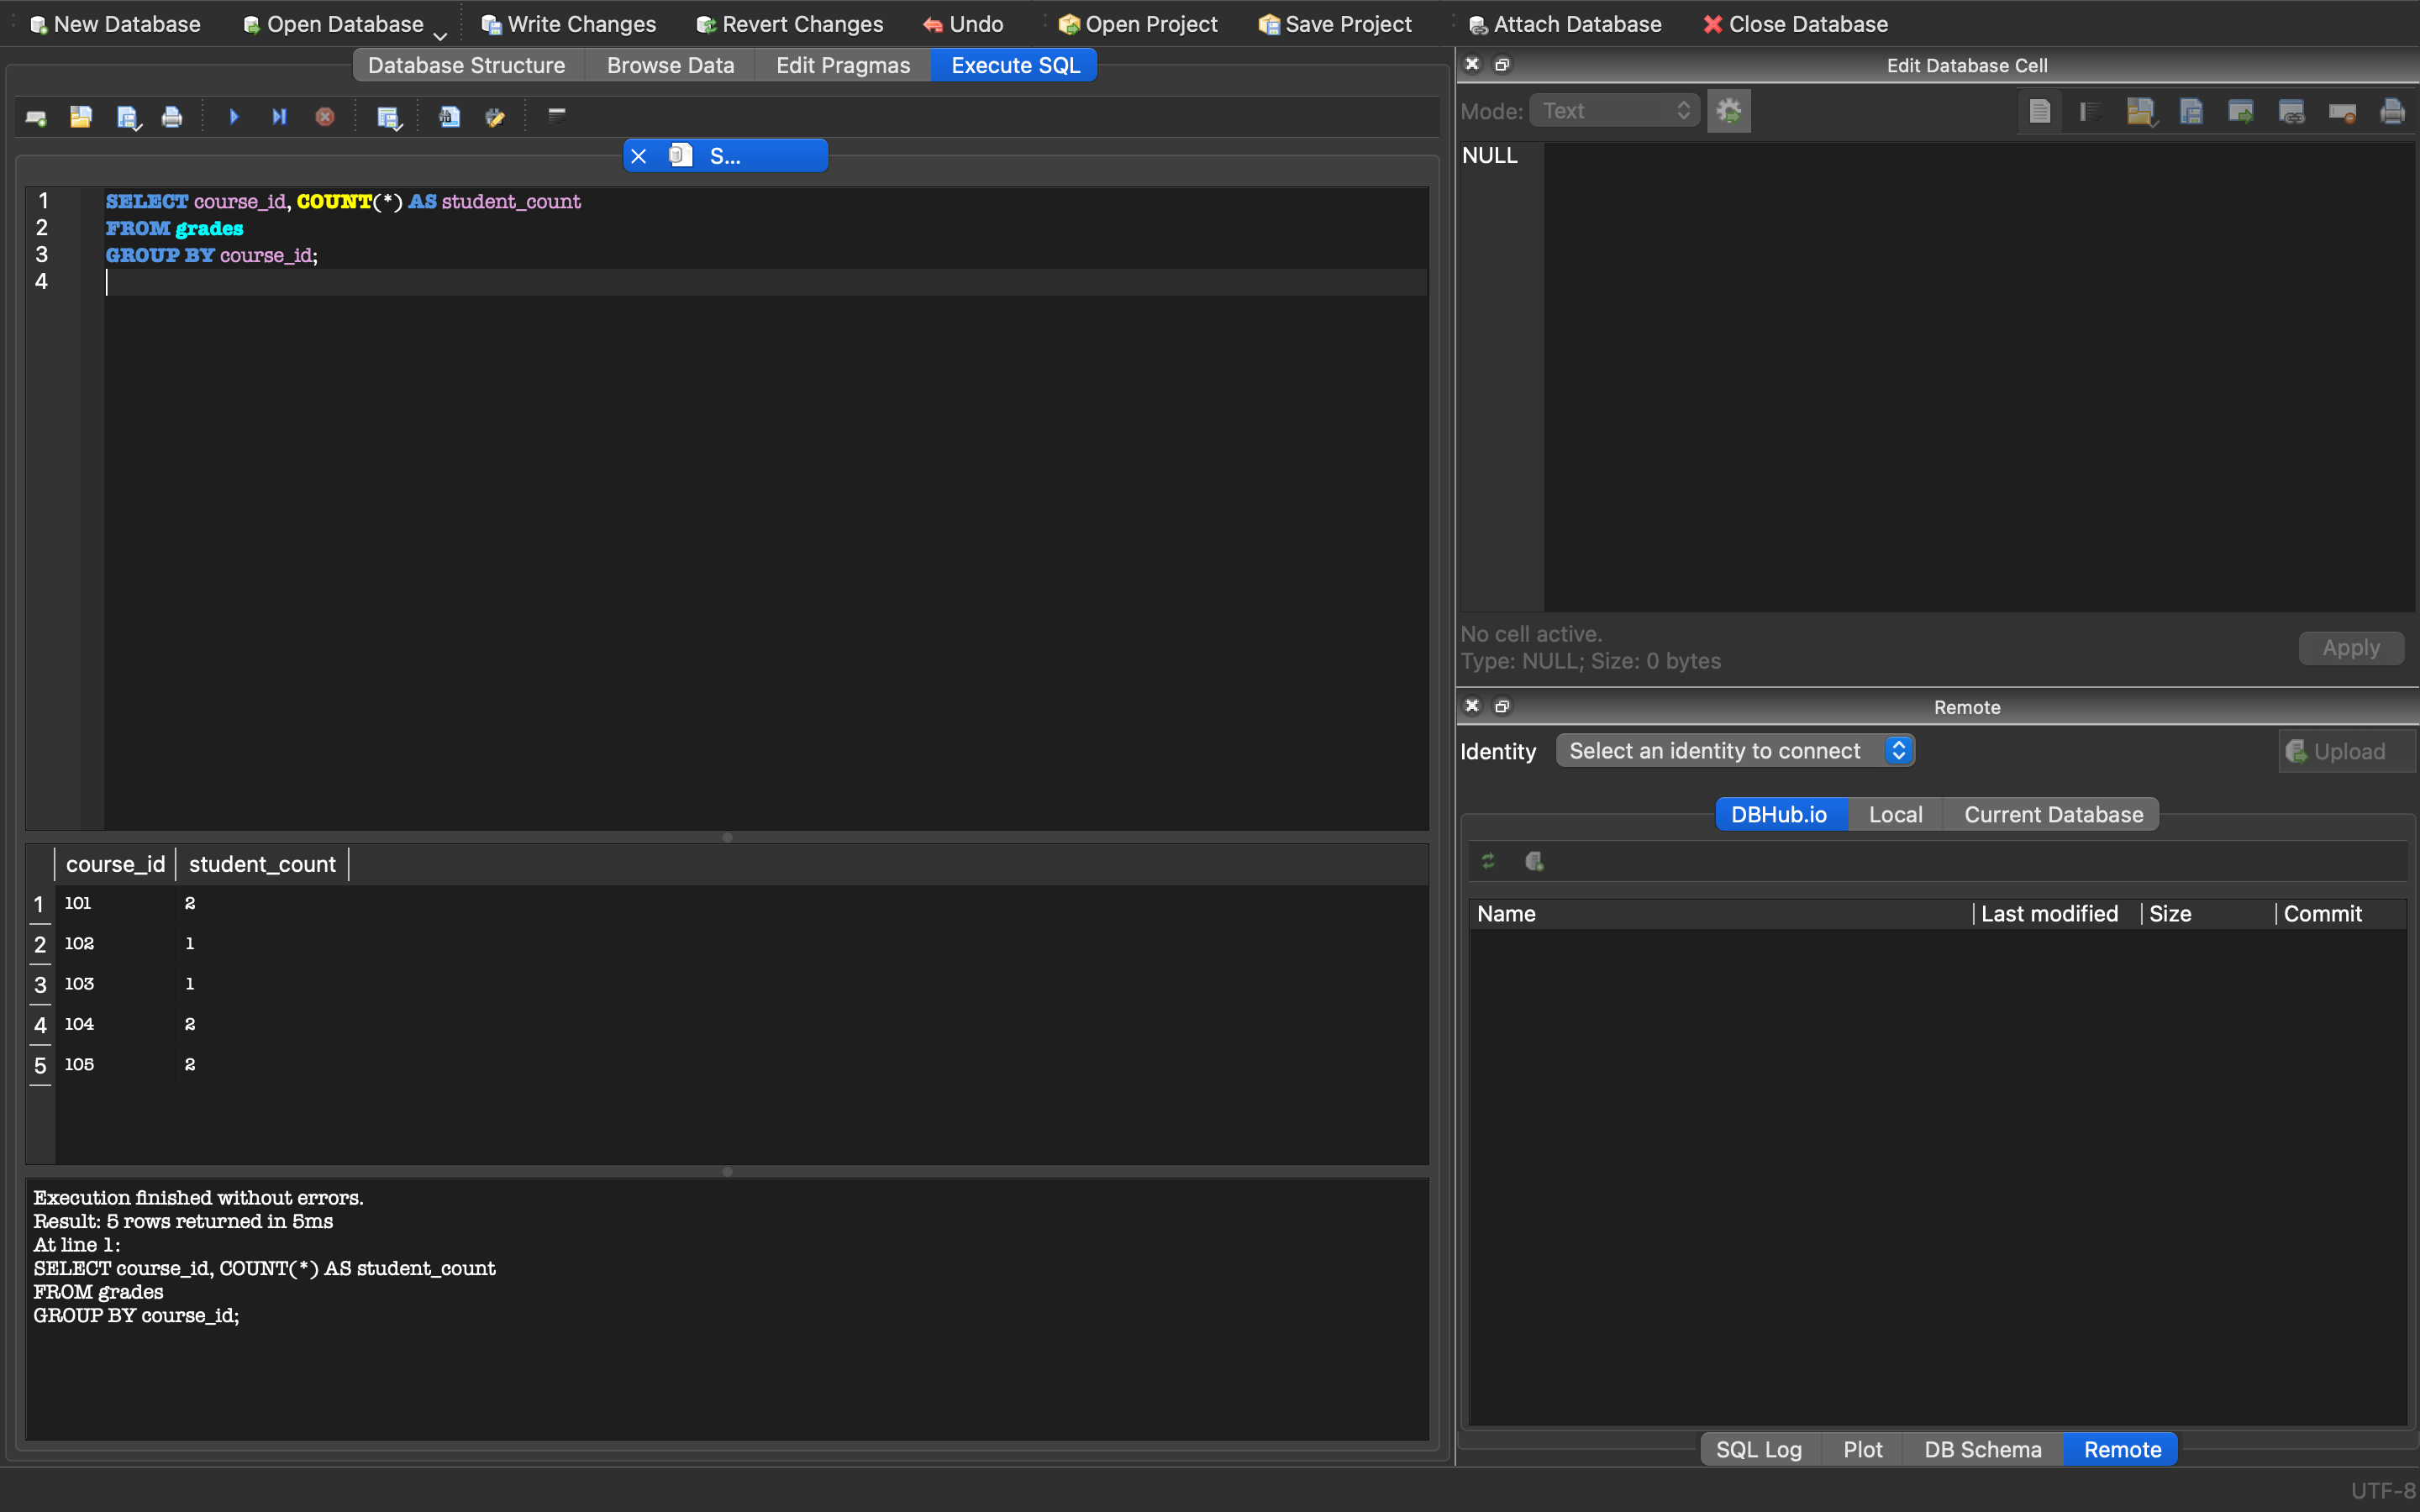 New Database Open Database Write Changes Revert Changes Undo Open Project Save Project Attach Database Close Database
Database Structure Browse Data Edit Pragmas Execute SQL
S...
1 SELECT course_id, COUNT(*) AS student_count
2 FROM grades
3 GROUP BY course_id;
4
course_id student_count
1 101 2
2 102 1
3 103 1
4 104 2
5 105 2
Execution finished without errors.
Result: 5 rows returned in 5ms
At line 1:
SELECT course_id, COUNT(*) AS student_count
FROM grades
GROUP BY course_id;
Edit Database Cell
Mode: Text
NULL
No cell active.
Type: NULL; Size: 0 bytes
Apply
Remote
Identity Select an identity to connect Upload
DBHub.io Local Current Database
Name Last modified Size Commit
SQL Log Plot DB Schema Remote
UTF-8